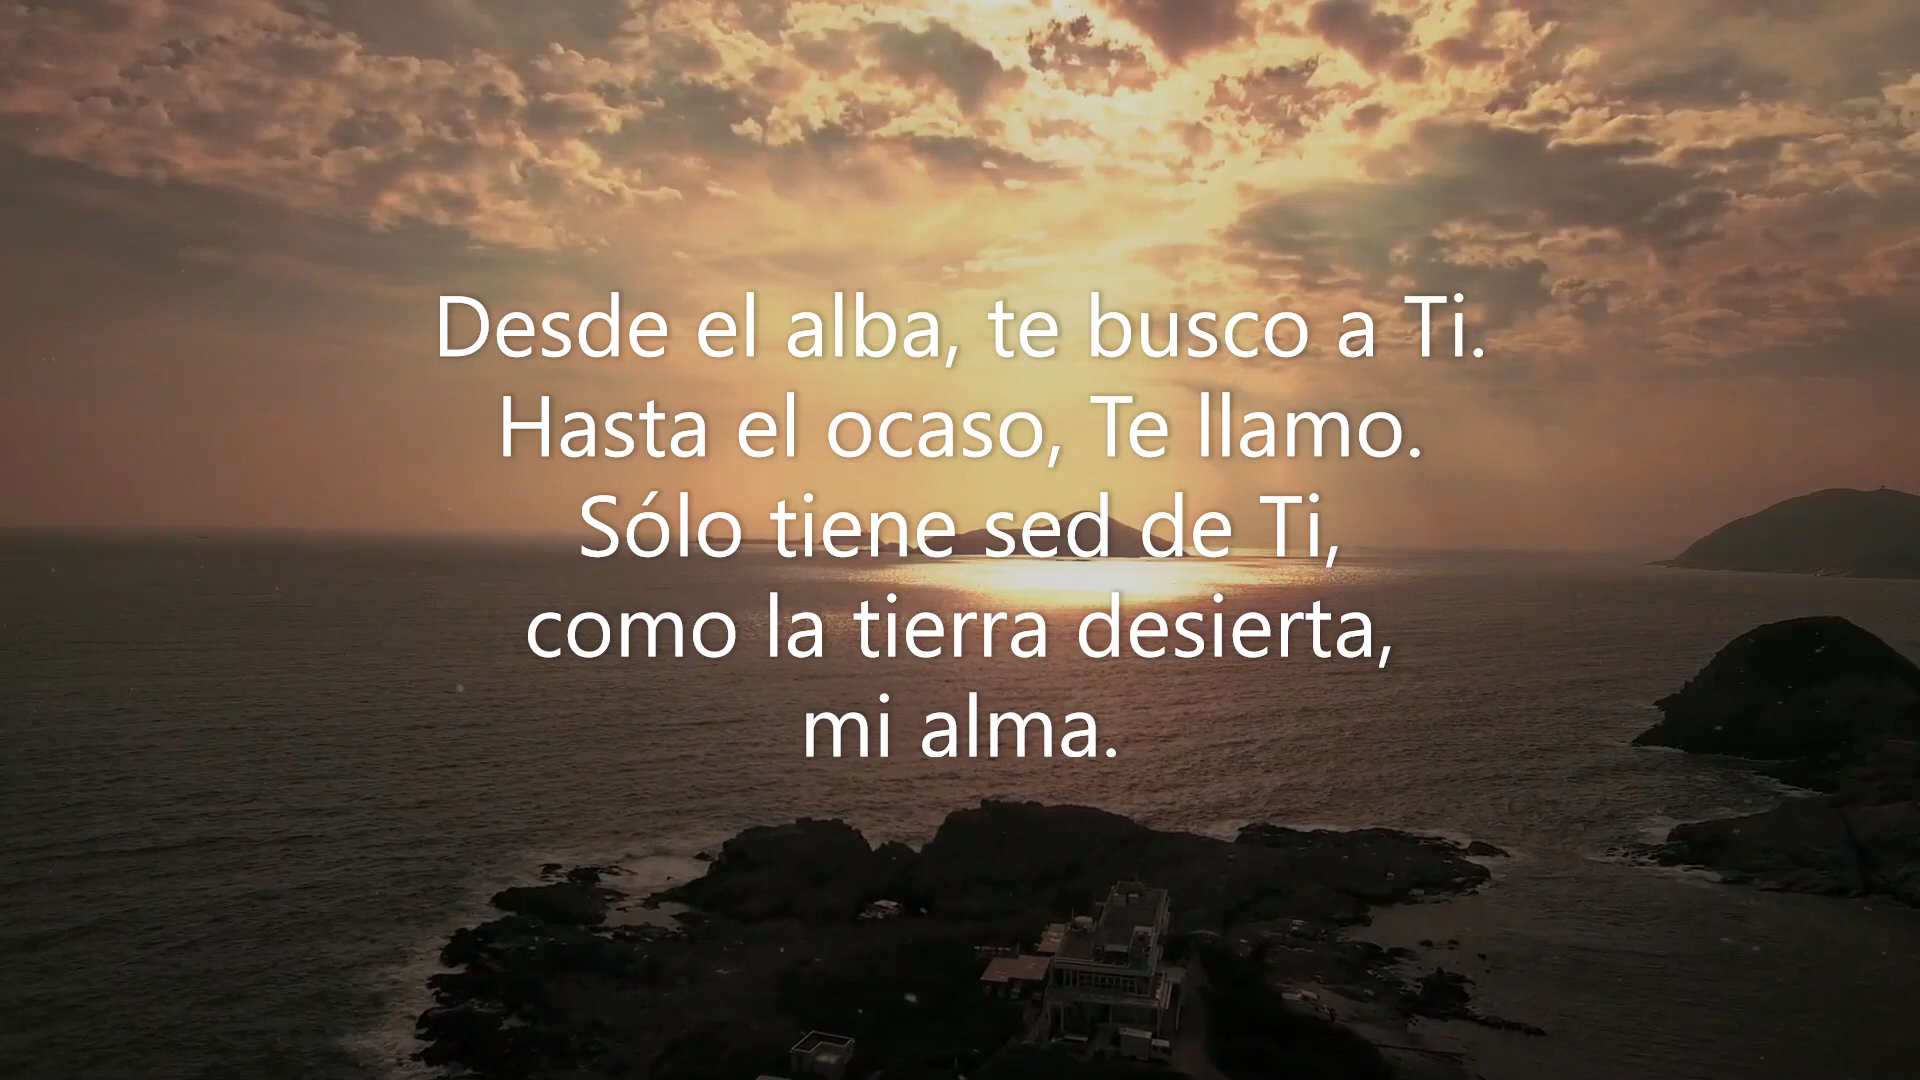 Desde el alba, te busco a Ti.
Hasta el ocaso, Te llamo.
Sólo tiene sed de Ti,
como la tierra desierta,
mi alma.